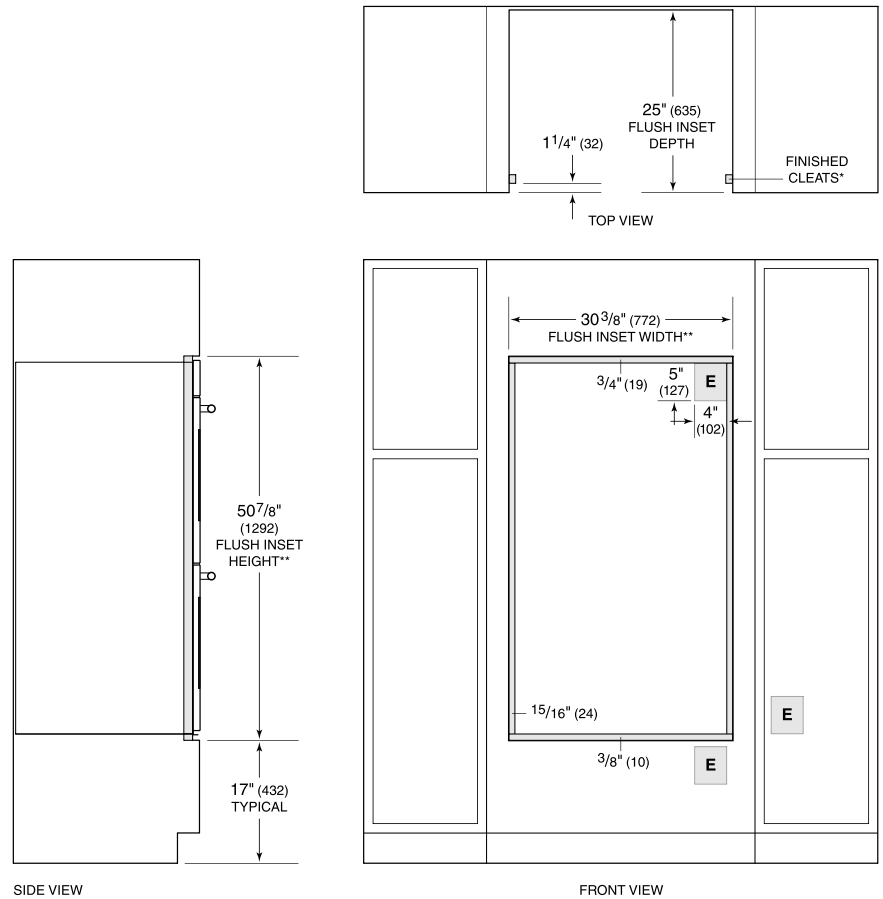 25" (635)
FLUSH INSET
DEPTH
1 1/4" (32)
FINISHED
CLEATS*
TOP VIEW
30 3/8" (772)
FLUSH INSET WIDTH**
3/4" (19)
5"
(127)
E
4"
(102)
50 7/8"
(1292)
FLUSH INSET
HEIGHT**
15/16" (24)
E
3/8" (10)
E
17" (432)
TYPICAL
SIDE VIEW
FRONT VIEW